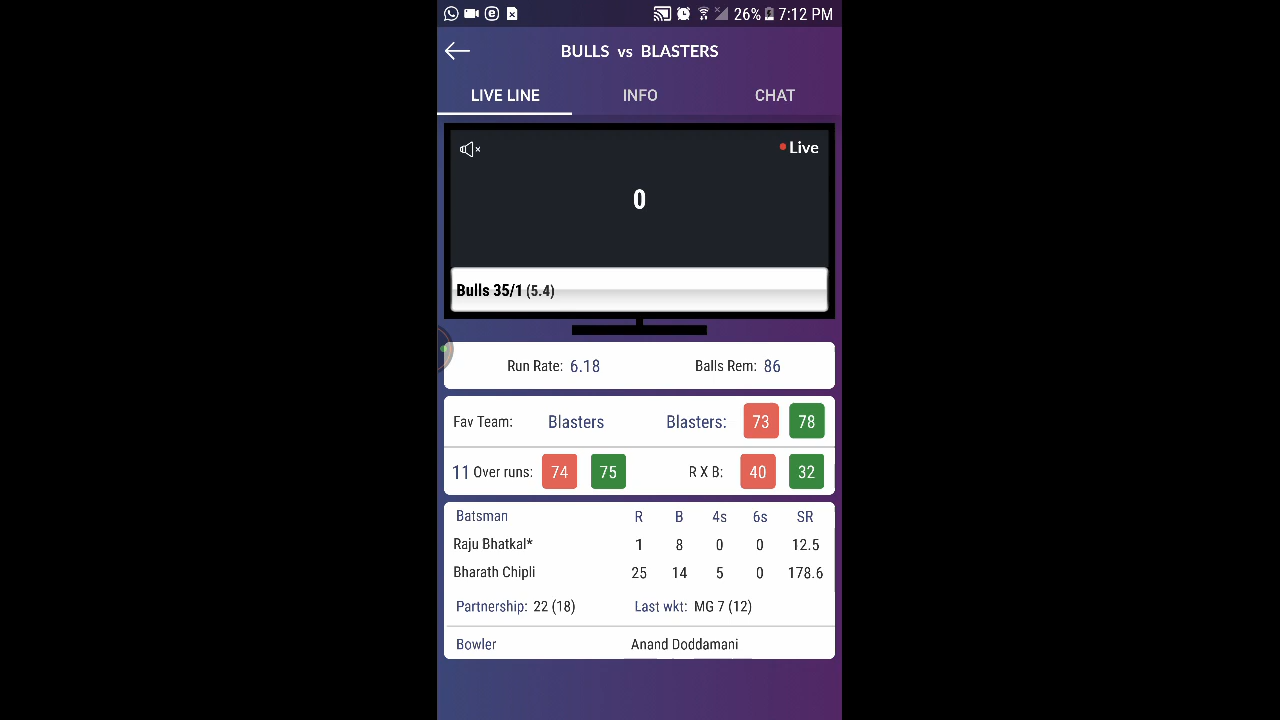 26% 7:12 PM
BULLS vs BLASTERS
LIVE LINE INFO CHAT
Live
0
Bulls 35/1 (5.4)
Run Rate: 6.18 Balls Rem: 86
Fav Team: Blasters Blasters: 73 78
11 Over runs: 74 75 R X B: 40 32
Batsman R B 4s 6s SR
Raju Bhatkal* 1 8 0 0 12.5
Bharath Chipli 25 14 5 0 178.6
Partnership: 22 (18) Last wkt: MG 7 (12)
Bowler Anand Doddamani